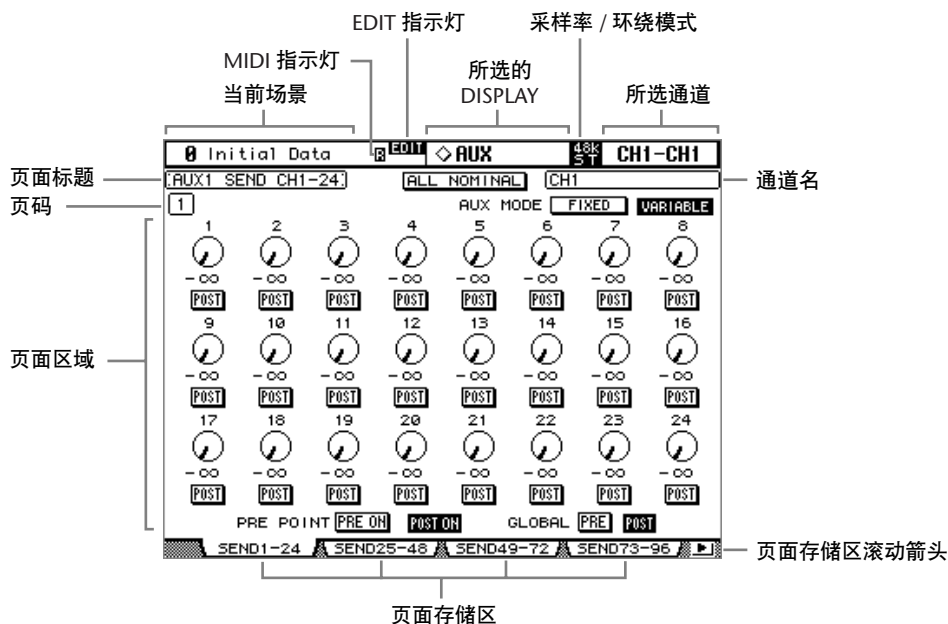 EDIT 指示灯
采样率 / 环绕模式
MIDI 指示灯
所选的
DISPLAY
当前场景
所选通道
0 Initial Data
EDIT
◇ AUX
48K
ST
CH1-CH1
页面标题
AUX1 SEND CH1-24
ALL NOMINAL
CH1
通道名
页码
1
AUX MODE FIXED VARIABLE
1 2 3 4 5 6 7 8
-∞ -∞ -∞ -∞ -∞ -∞ -∞ -∞
POST POST POST POST POST POST POST POST
9 10 11 12 13 14 15 16
页面区域
-∞ -∞ -∞ -∞ -∞ -∞ -∞ -∞
POST POST POST POST POST POST POST POST
17 18 19 20 21 22 23 24
-∞ -∞ -∞ -∞ -∞ -∞ -∞ -∞
POST POST POST POST POST POST POST POST
PRE POINT PRE ON POST ON GLOBAL PRE POST
SEND1-24 SEND25-48 SEND49-72 SEND73-96
页面存储区滚动箭头
页面存储区